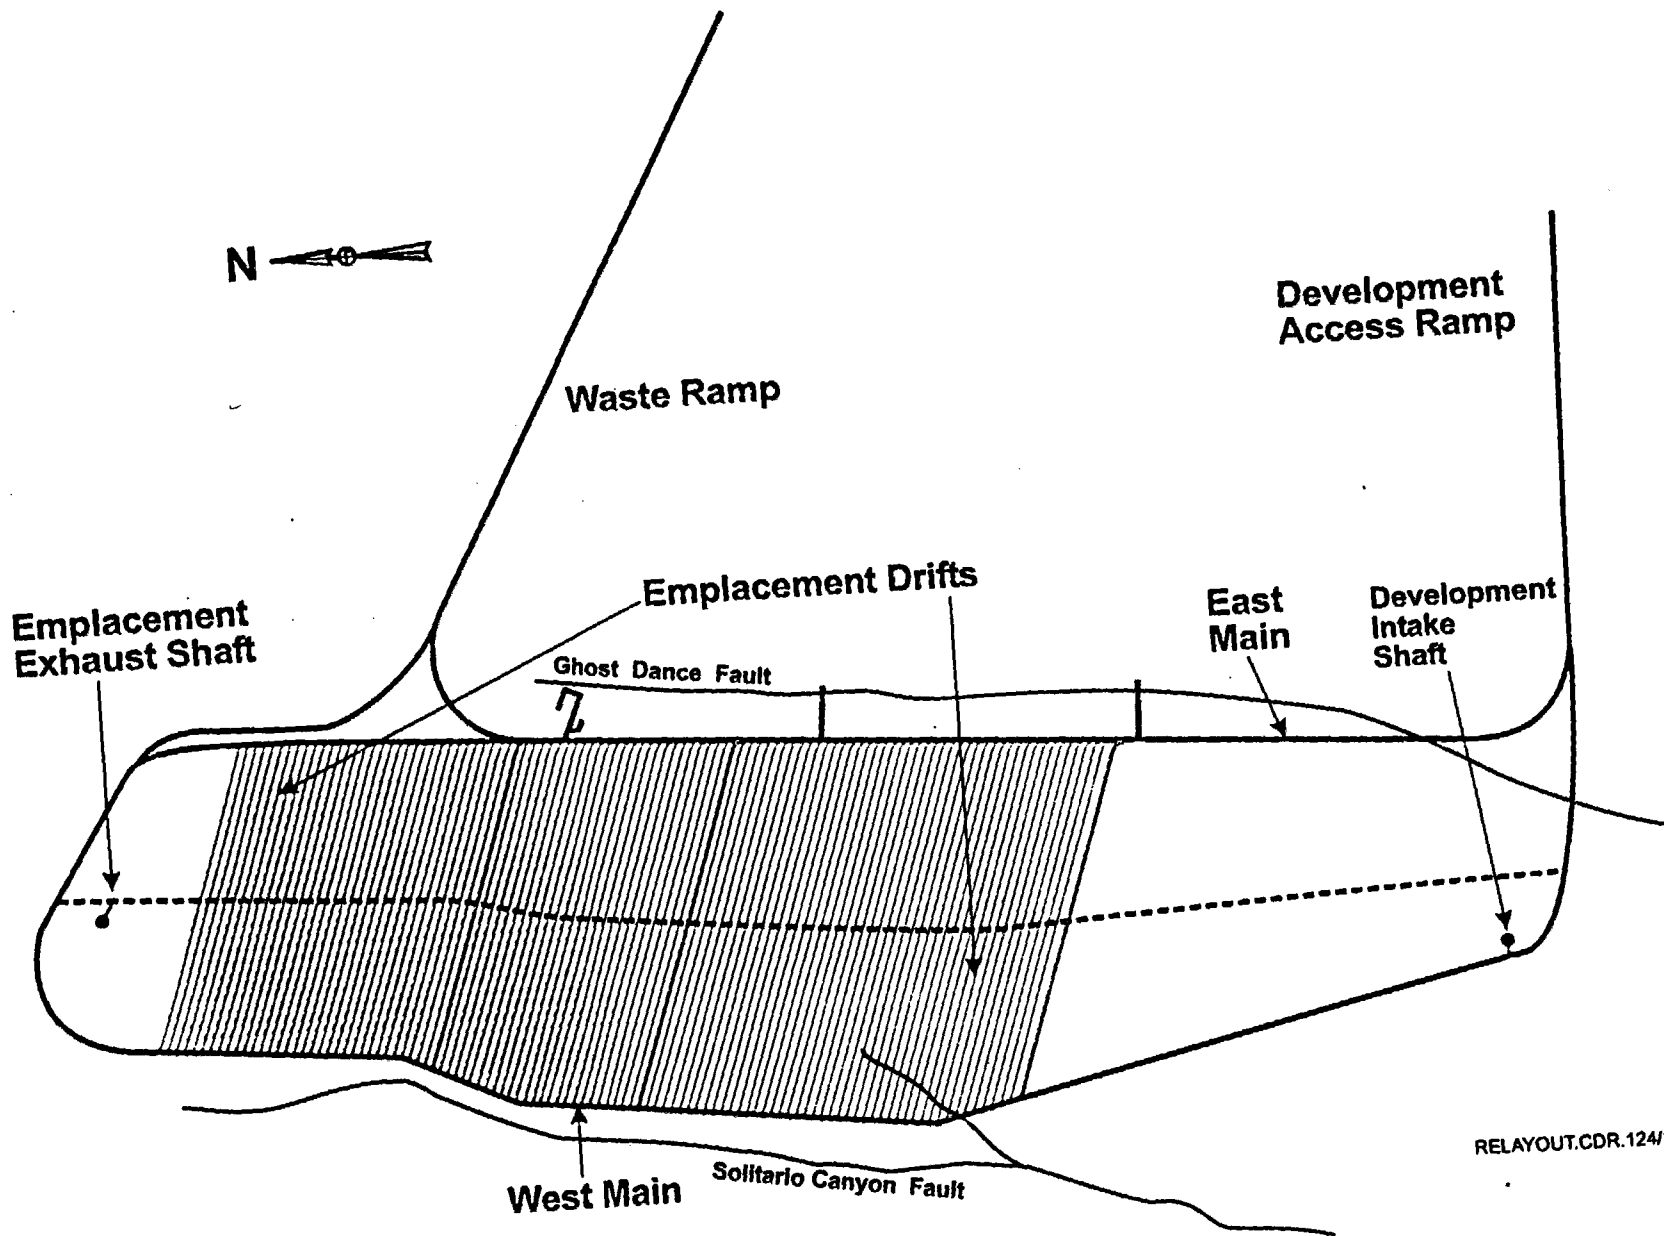 N
Development
Access Ramp
Waste Ramp
Emplacement Drifts
East
Main
Development
Intake
Shaft
Emplacement
Exhaust Shaft
Ghost Dance Fault
West Main
Solitario Canyon Fault
RELAYOUT.CDR.124/